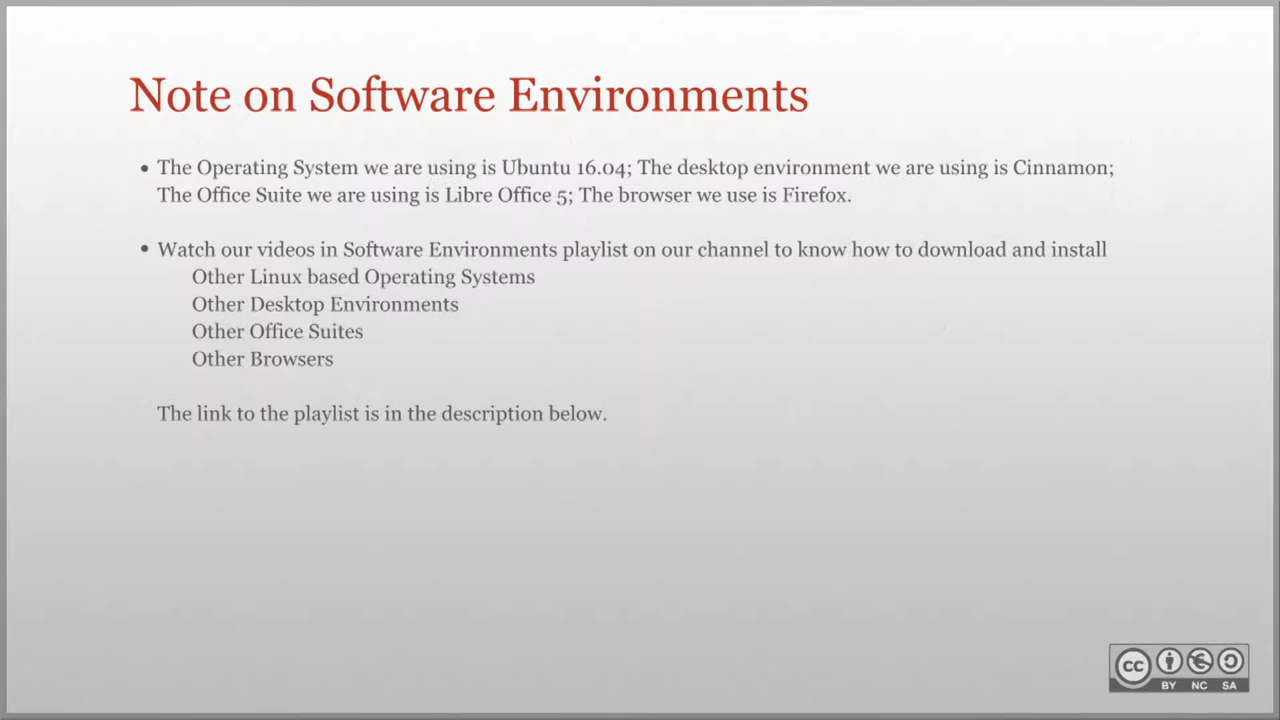 Note on Software Environments
• The Operating System we are using is Ubuntu 16.04; The desktop environment we are using is Cinnamon;
The Office Suite we are using is Libre Office 5; The browser we use is Firefox.
• Watch our videos in Software Environments playlist on our channel to know how to download and install
Other Linux based Operating Systems
Other Desktop Environments
Other Office Suites
Other Browsers
The link to the playlist is in the description below.
cc
BY NC SA